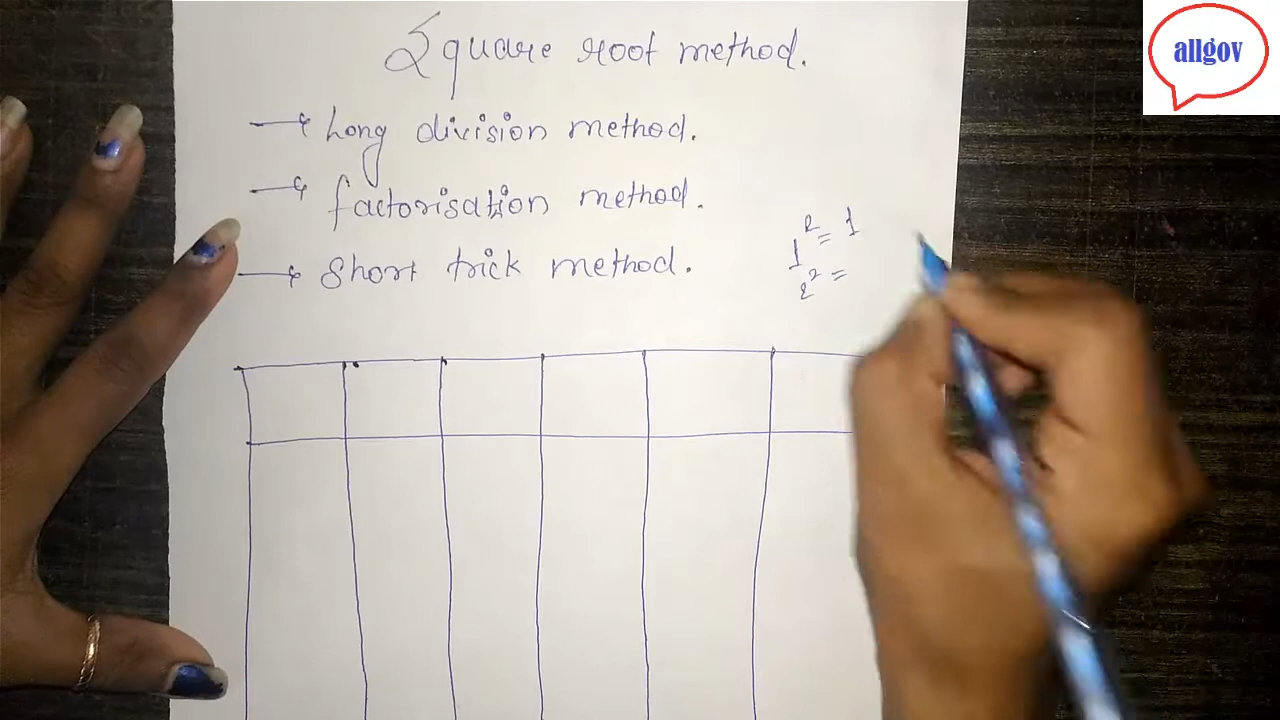 Square root method.
→ Long division method.
→ factorisation method.
→ Short trick method.
1² = 1
2² =
allgov